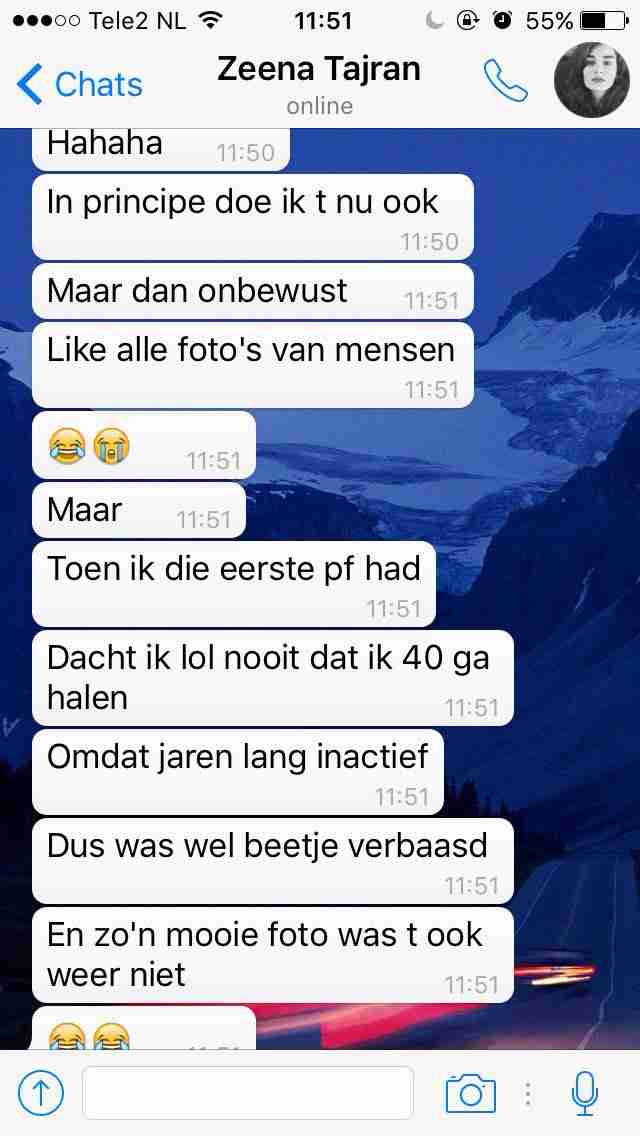 Tele2 NL 11:51 55%
Chats Zeena Tajran
online
Hahaha 11:50
In principe doe ik t nu ook
11:50
Maar dan onbewust 11:51
Like alle foto's van mensen
11:51
😂😭 11:51
Maar 11:51
Toen ik die eerste pf had
11:51
Dacht ik lol nooit dat ik 40 ga
halen 11:51
Omdat jaren lang inactief
11:51
Dus was wel beetje verbaasd
11:51
En zo'n mooie foto was t ook
weer niet 11:51
😂😂